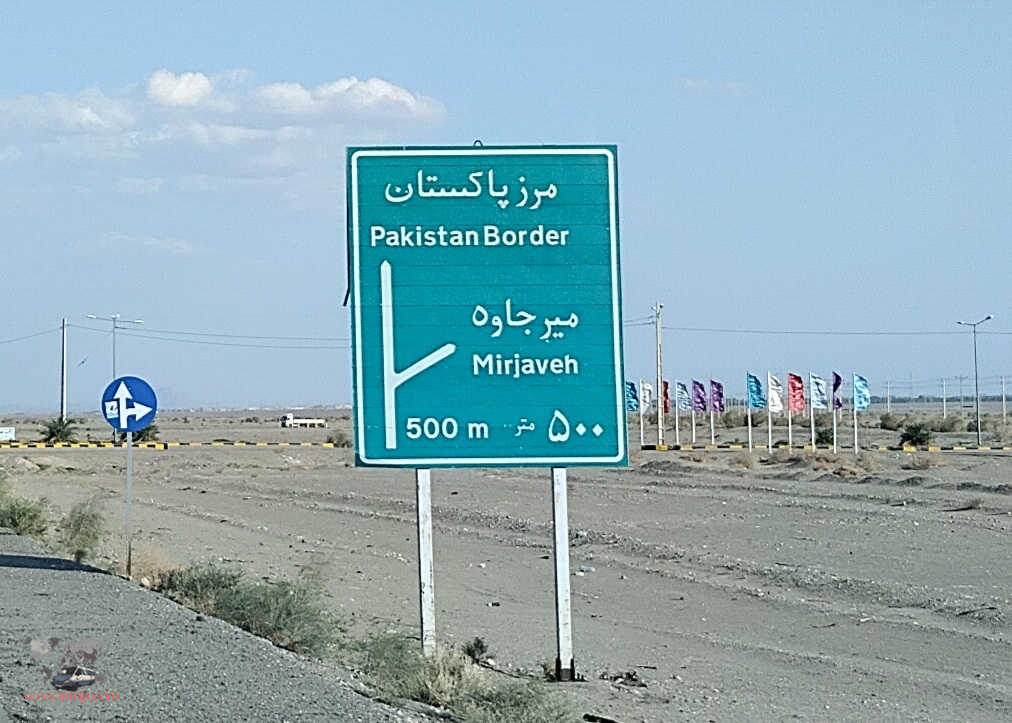 مرز پاکستان
Pakistan Border
میرجاوه
Mirjaveh
500 m متر ۵۰۰